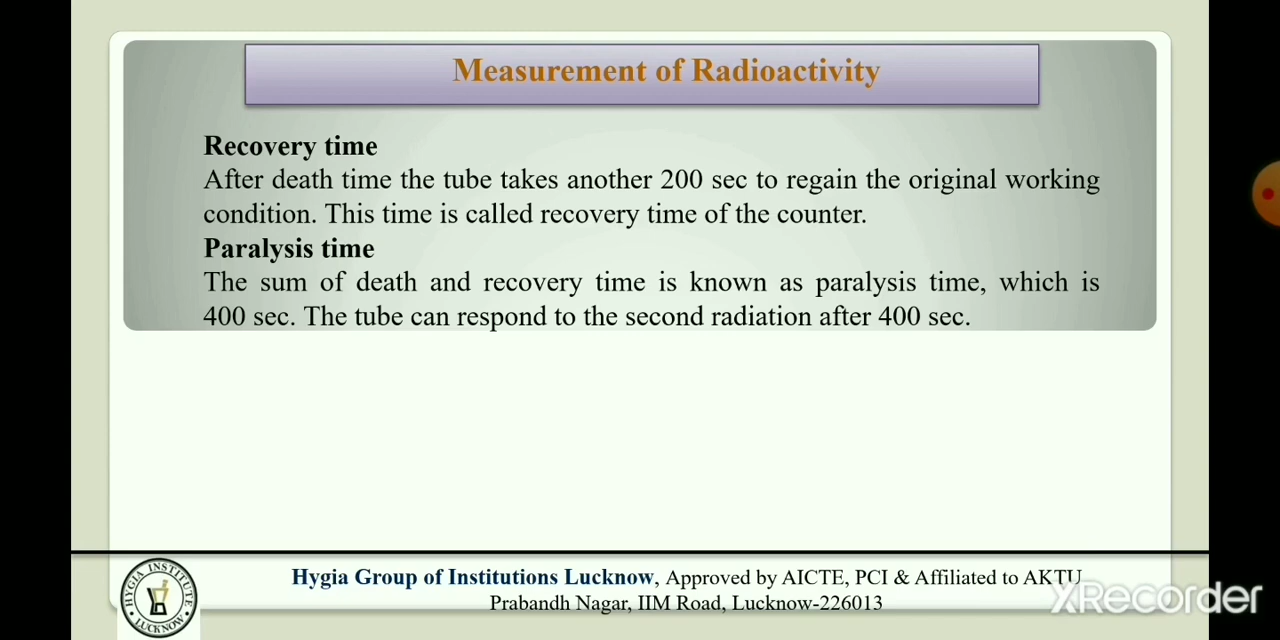 Measurement of Radioactivity
Recovery time
After death time the tube takes another 200 sec to regain the original working
condition. This time is called recovery time of the counter.
Paralysis time
The sum of death and recovery time is known as paralysis time, which is
400 sec. The tube can respond to the second radiation after 400 sec.
HYGIA INSTITUTE
LUCKNOW
Hygia Group of Institutions Lucknow, Approved by AICTE, PCI & Affiliated to AKTU
Prabandh Nagar, IIM Road, Lucknow-226013
XRecorder